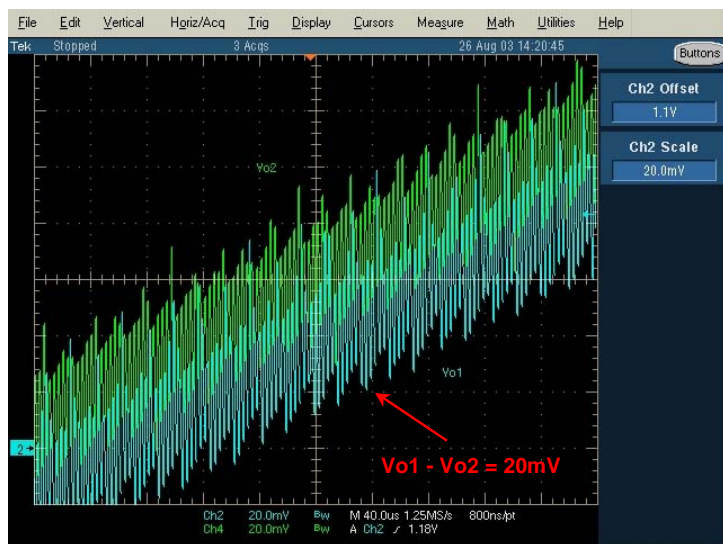 File Edit Vertical Horiz/Acq Trig Display Cursors Measure Math Utilities Help
Tek Stopped 3 Acqs 26 Aug 03 14:20:45
Buttons
Ch2 Offset
1.1V
Ch2 Scale
20.0mV
Vo2
Vo1
2
Vo1 - Vo2 = 20mV
Ch2 20.0mV Bw M 40.0us 1.25MS/s 800ns/pt
Ch4 20.0mV Bw A Ch2 / 1.18V